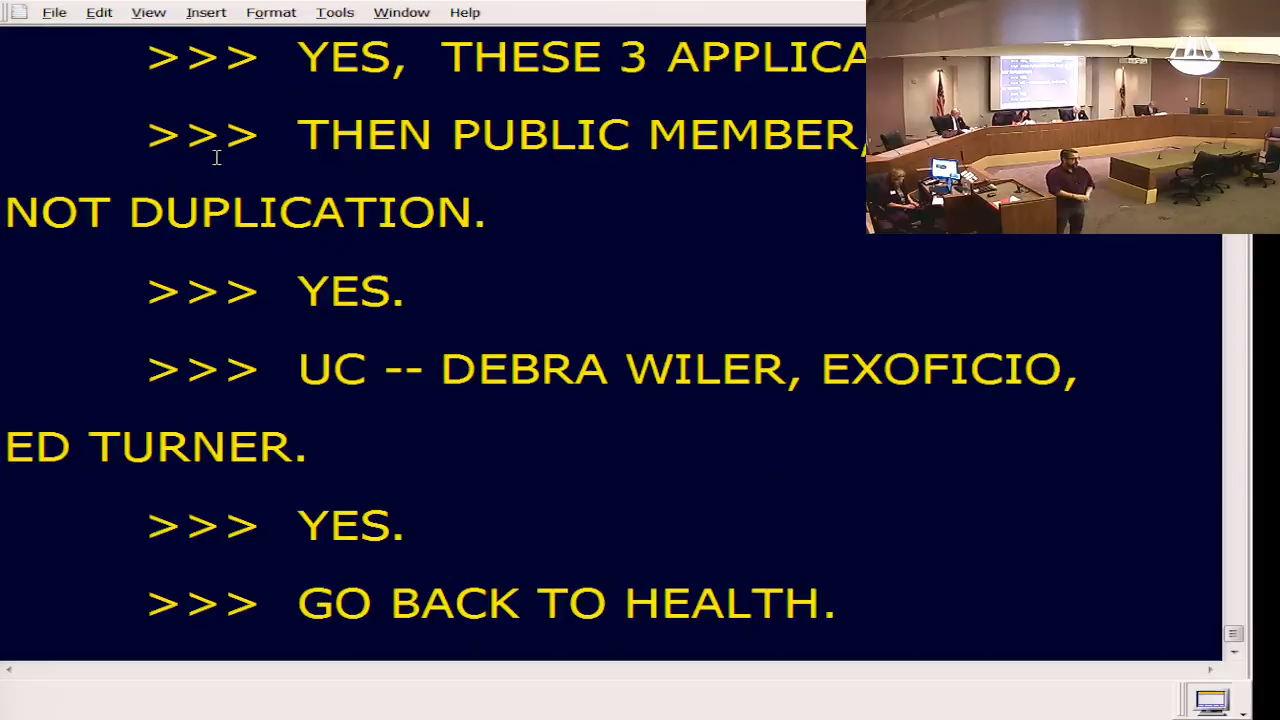 File Edit View Insert Format Tools Window Help
>>> YES, THESE 3 APPLICA
>>> THEN PUBLIC MEMBER,
NOT DUPLICATION.
>>> YES.
>>> UC -- DEBRA WILER, EXOFICIO,
ED TURNER.
>>> YES.
>>> GO BACK TO HEALTH.